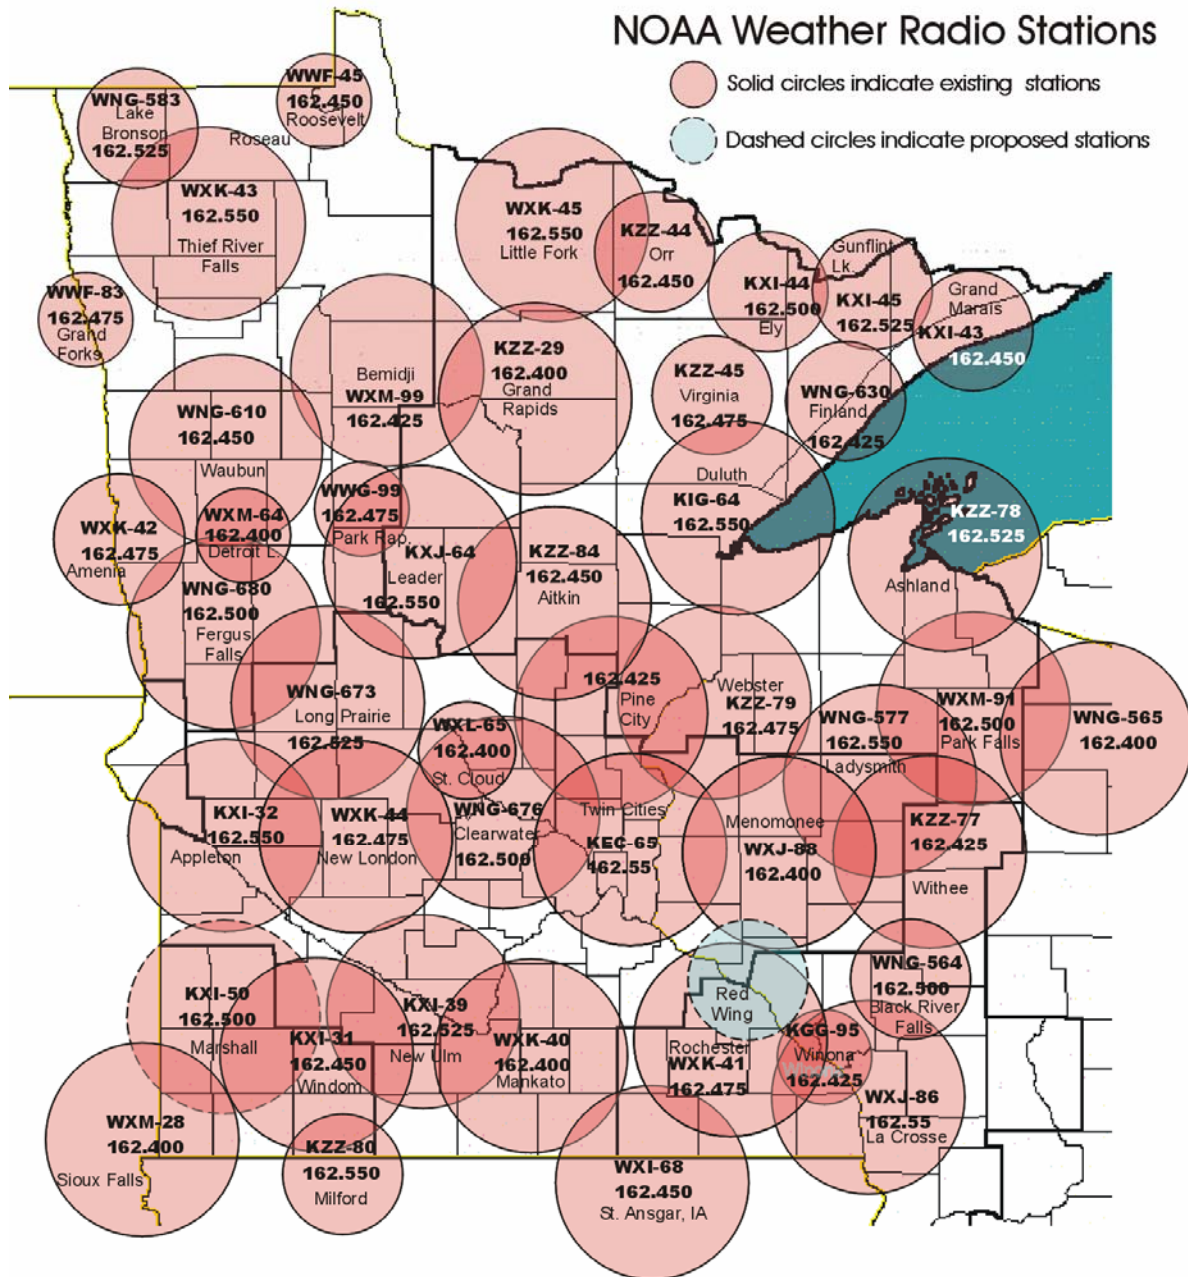 NOAA Weather Radio Stations
Solid circles indicate existing stations
Dashed circles indicate proposed stations
WNG-583
Lake
Bronson
162.525
WWF-45
162.450
Roosevelt
Roseau
WXK-43
162.550
Thief River
Falls
WXK-45
162.550
Little Fork
KZZ-44
Orr
162.450
KXI-44
162.500
Ely
Gunflint
Lk.
KXI-45
162.525
Grand
Marais
KXI-43
162.450
WWF-83
162.475
Grand
Forks
Bemidji
WXM-99
162.425
KZZ-29
162.400
Grand
Rapids
KZZ-45
Virginia
162.475
WNG-630
Finland
162.425
WNG-610
162.450
Waubun
Duluth
KIG-64
162.550
KZZ-78
162.525
Ashland
WXK-42
162.475
Amenia
WXM-64
162.400
Detroit L.
WWG-99
162.475
Park Rap.
KXJ-64
Leader
162.550
KZZ-84
162.450
Aitkin
WNG-680
162.500
Fergus
Falls
WNG-673
Long Prairie
162.525
162.425
Pine
City
Webster
KZZ-79
162.475
WNG-577
162.550
Ladysmith
WXM-91
162.500
Park Falls
WNG-565
162.400
WXL-65
162.400
St. Cloud
KXI-32
162.550
Appleton
WXK-44
162.475
New London
WNG-676
Clearwater
162.500
Twin Cities
KEC-65
162.55
Menomonee
WXJ-88
162.400
KZZ-77
162.425
Withee
KXI-50
162.500
Marshall
KXI-31
162.450
Windom
KXI-39
162.525
New Ulm
WXK-40
162.400
Mankato
Red
Wing
Rochester
WXK-41
162.475
KGG-95
Winona
Winona
162.425
WNG-564
162.500
Black River
Falls
WXJ-86
162.55
La Crosse
WXM-28
162.400
Sioux Falls
KZZ-80
162.550
Milford
WXI-68
162.450
St. Ansgar, IA